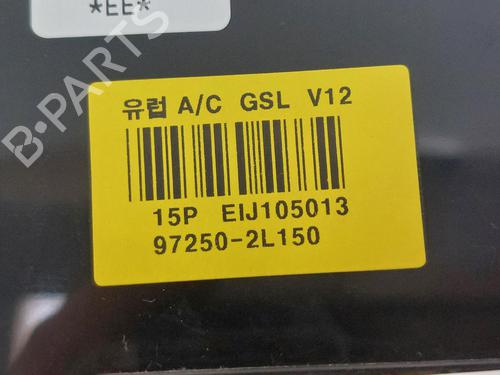 *EE*
B-PARTS
유럽 A/C GSL V12
15P EIJ105013
97250-2L150